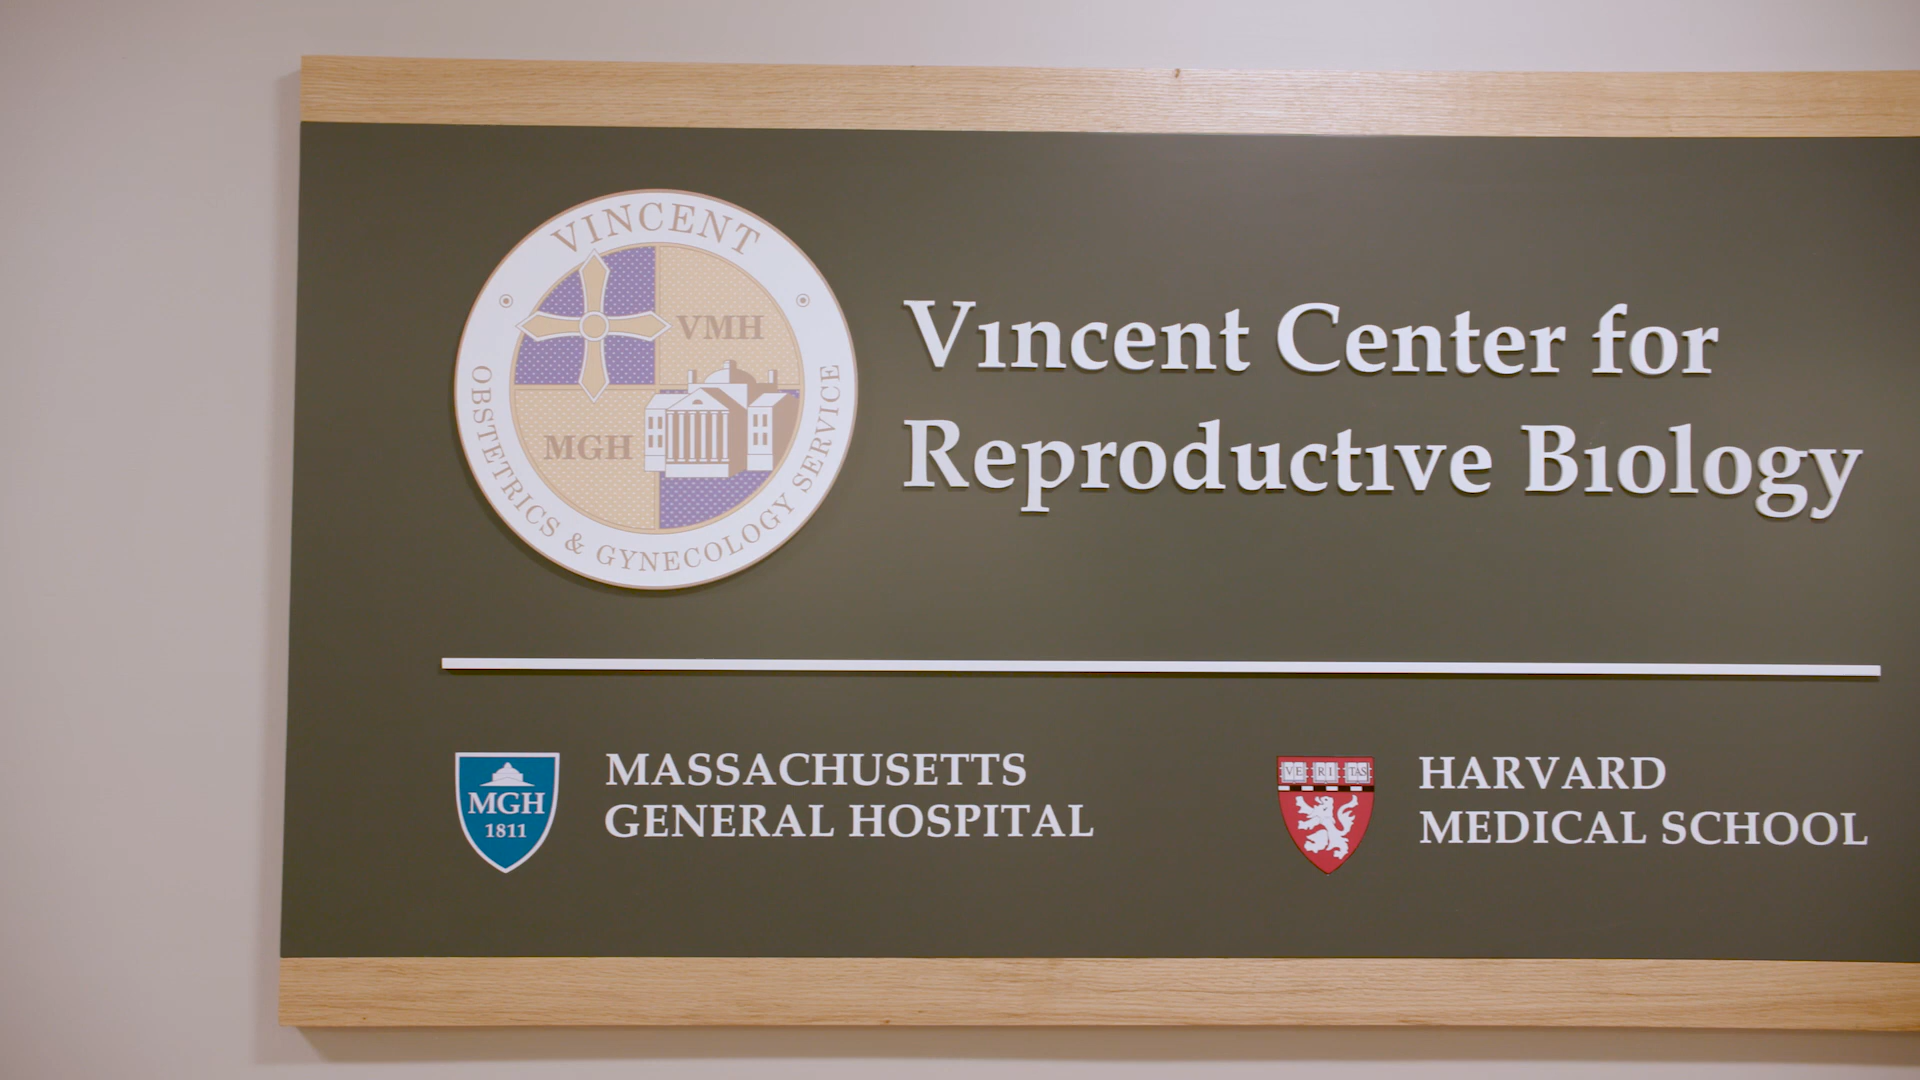 VINCENT
VMH
MGH
OBSTETRICS & GYNECOLOGY SERVICE
Vincent Center for
Reproductive Biology
MGH
1811
MASSACHUSETTS
GENERAL HOSPITAL
VE RI TAS
HARVARD
MEDICAL SCHOOL